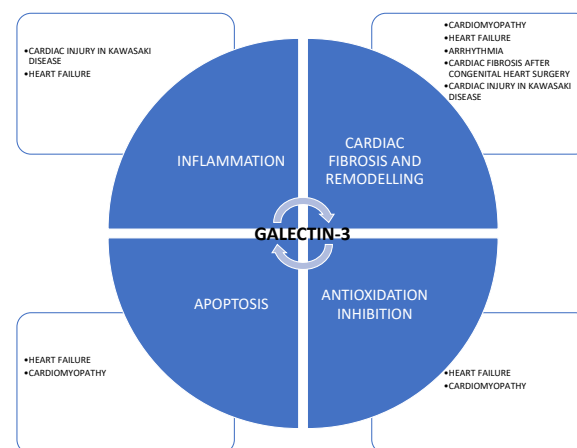 •CARDIAC INJURY IN KAWASAKI
DISEASE
•HEART FAILURE
•CARDIOMYOPATHY
•HEART FAILURE
•ARRHYTHMIA
•CARDIAC FIBROSIS AFTER
CONGENITAL HEART SURGERY
•CARDIAC INJURY IN KAWASAKI
DISEASE
INFLAMMATION
CARDIAC
FIBROSIS AND
REMODELLING
GALECTIN-3
APOPTOSIS
ANTIOXIDATION
INHIBITION
•HEART FAILURE
•CARDIOMYOPATHY
•HEART FAILURE
•CARDIOMYOPATHY